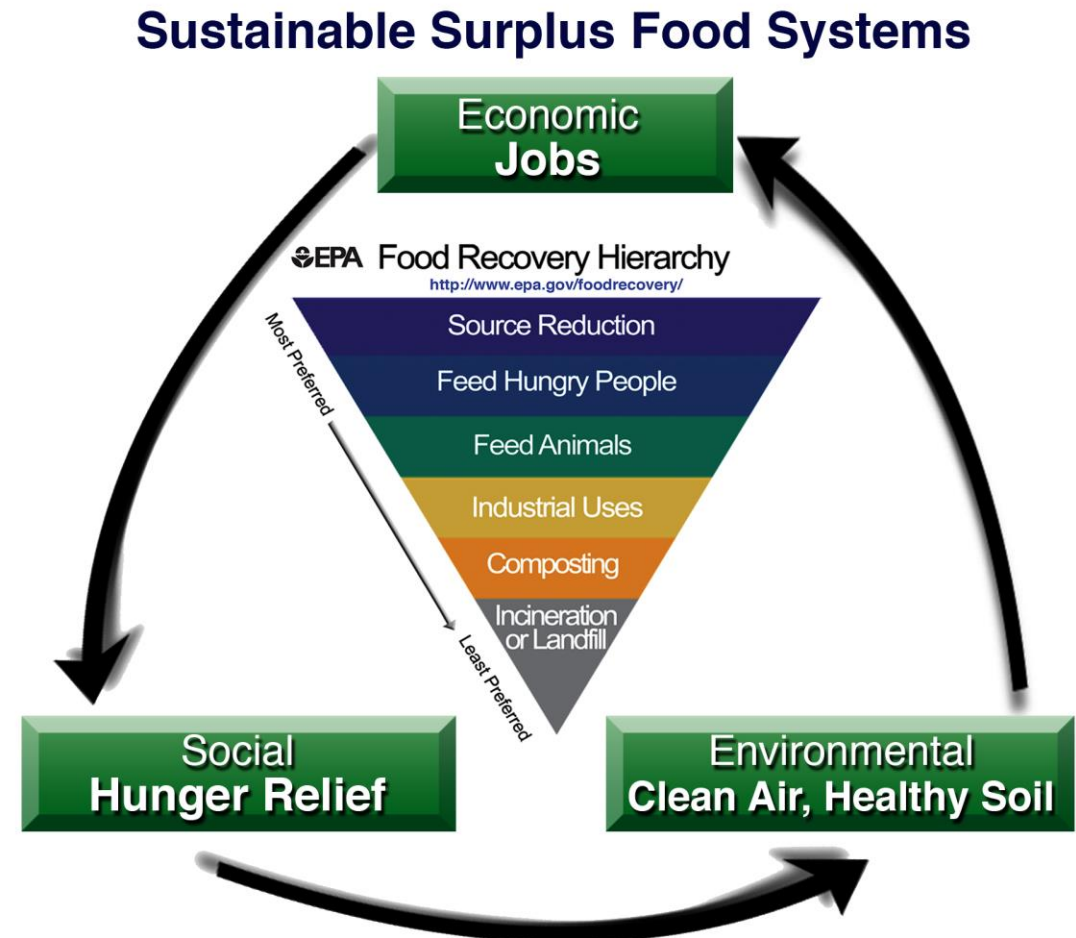 Sustainable Surplus Food Systems
Economic
Jobs
EPA Food Recovery Hierarchy
http://www.epa.gov/foodrecovery/
Most Preferred
Source Reduction
Feed Hungry People
Feed Animals
Industrial Uses
Composting
Incineration
or Landfill
Least Preferred
Social
Hunger Relief
Environmental
Clean Air, Healthy Soil